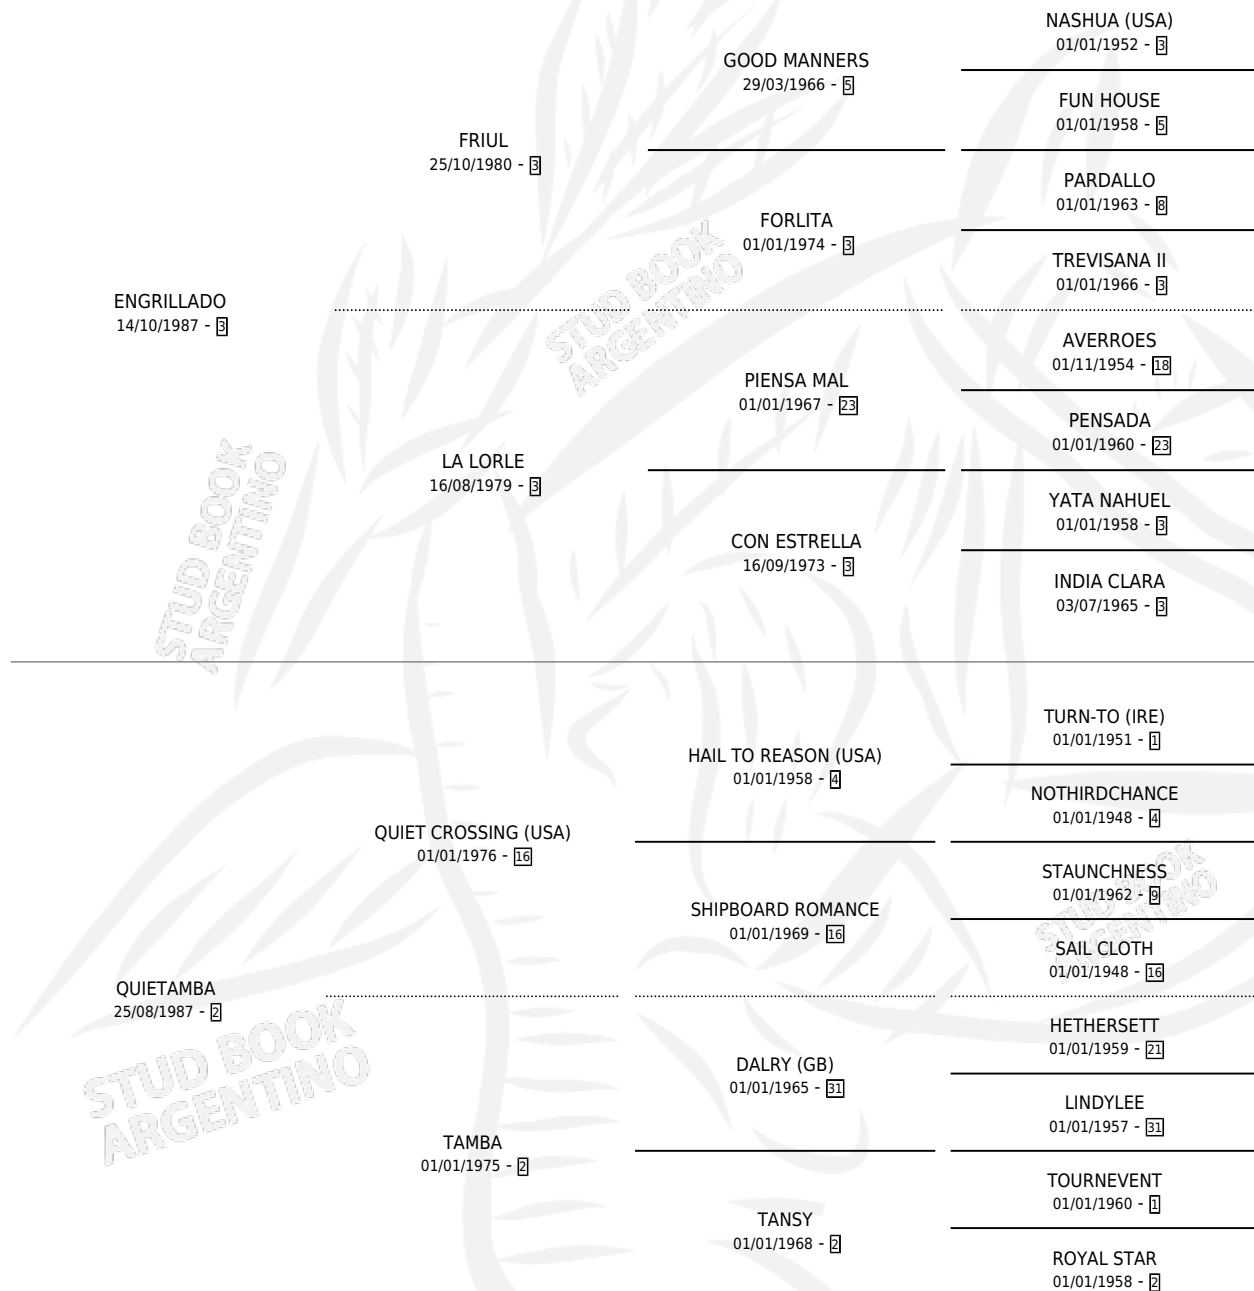 NASHUA (USA)
01/01/1952 - 3
GOOD MANNERS
29/03/1966 - 5
FUN HOUSE
01/01/1958 - 5
FRIUL
25/10/1980 - 3
PARDALLO
01/01/1963 - 8
FORLITA
01/01/1974 - 3
TREVISANA II
01/01/1966 - 3
STUD BOOK
ARGENTINO
ENGRILLADO
14/10/1987 - 3
AVERROES
01/11/1954 - 18
PIENSA MAL
01/01/1967 - 23
PENSADA
01/01/1960 - 23
LA LORLE
16/08/1979 - 3
YATA NAHUEL
01/01/1958 - 3
CON ESTRELLA
16/09/1973 - 3
INDIA CLARA
03/07/1965 - 3
STUD BOOK
ARGENTINO
TURN-TO (IRE)
01/01/1951 - 1
HAIL TO REASON (USA)
01/01/1958 - 4
NOTHIRDCHANCE
01/01/1948 - 4
QUIET CROSSING (USA)
01/01/1976 - 16
STAUNCHNESS
01/01/1962 - 9
SHIPBOARD ROMANCE
01/01/1969 - 16
SAIL CLOTH
01/01/1948 - 16
STUD BOOK
ARGENTINO
QUIETAMBA
25/08/1987 - 2
HETHERSETT
01/01/1959 - 21
DALRY (GB)
01/01/1965 - 31
LINDYLEE
01/01/1957 - 31
STUD BOOK
ARGENTINO
TAMBA
01/01/1975 - 2
TOURNEVENT
01/01/1960 - 1
TANSY
01/01/1968 - 2
ROYAL STAR
01/01/1958 - 2